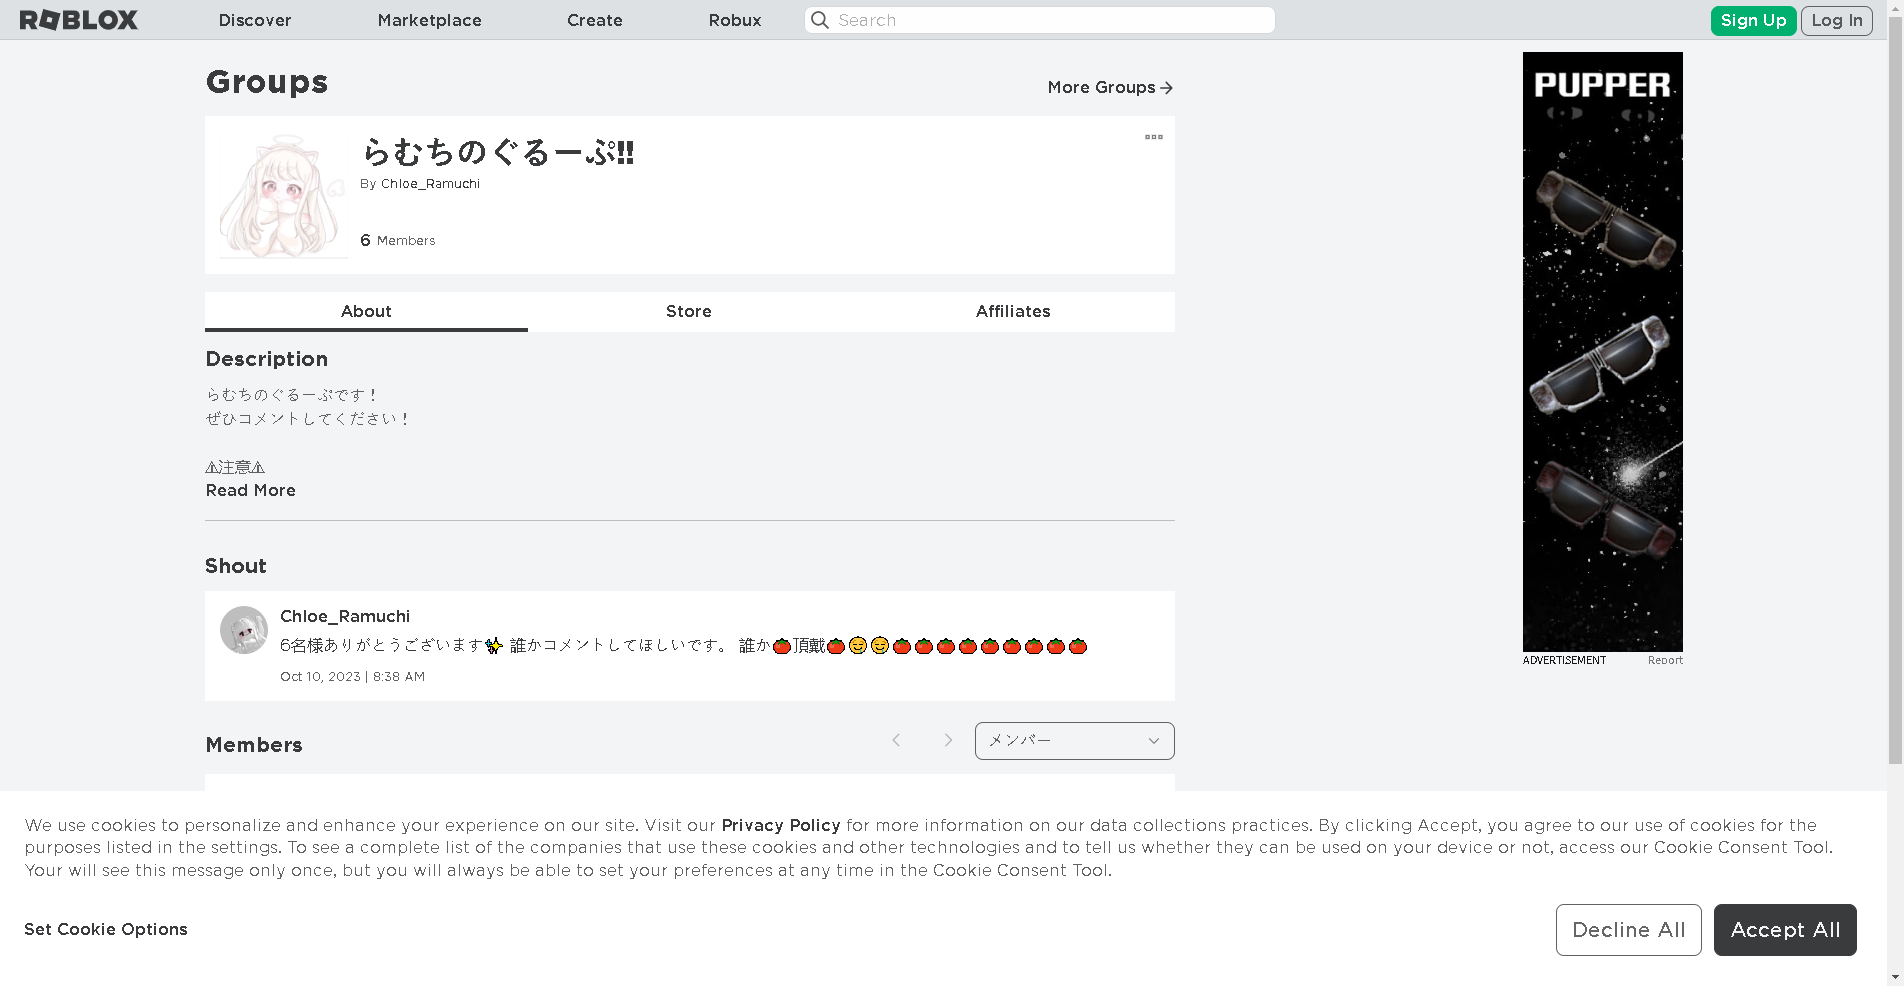 ROBLOX Discover Marketplace Create Robux Search Sign Up Log In
Groups
More Groups
らむちのぐるーぷ!!
By Chloe_Ramuchi
6 Members
About Store Affiliates
Description
らむちのぐるーぷです！
ぜひコメントしてください！
⚠注意⚠
Read More
Shout
Chloe_Ramuchi
6名様ありがとうございます✨ 誰かコメントしてほしいです。 誰か🍅頂戴🍅🤤🤤🍅🍅🍅🍅🍅🍅🍅🍅🍅
Oct 10, 2023 | 8:38 AM
Members
メンバー
PUPPER
ADVERTISEMENT Report
We use cookies to personalize and enhance your experience on our site. Visit our Privacy Policy for more information on our data collections practices. By clicking Accept, you agree to our use of cookies for the
purposes listed in the settings. To see a complete list of the companies that use these cookies and other technologies and to tell us whether they can be used on your device or not, access our Cookie Consent Tool.
Your will see this message only once, but you will always be able to set your preferences at any time in the Cookie Consent Tool.
Set Cookie Options
Decline All
Accept All